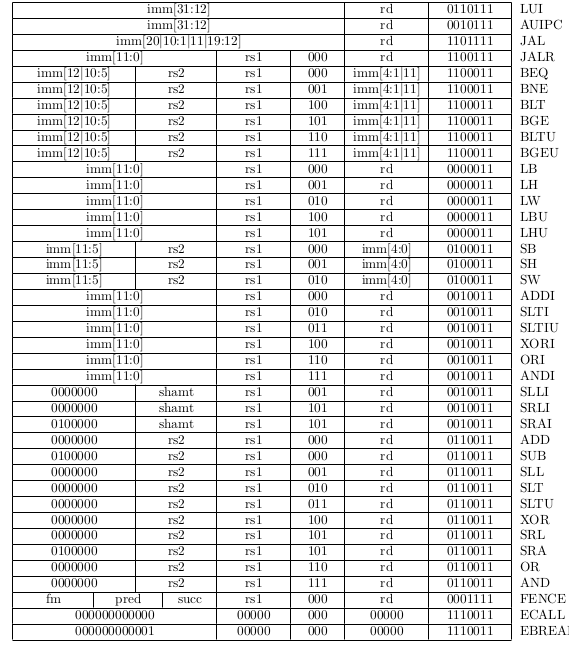 imm[31:12] rd 0110111 LUI
imm[31:12] rd 0010111 AUIPC
imm[20|10:1|11|19:12] rd 1101111 JAL
imm[11:0] rs1 000 rd 1100111 JALR
imm[12|10:5] rs2 rs1 000 imm[4:1|11] 1100011 BEQ
imm[12|10:5] rs2 rs1 001 imm[4:1|11] 1100011 BNE
imm[12|10:5] rs2 rs1 100 imm[4:1|11] 1100011 BLT
imm[12|10:5] rs2 rs1 101 imm[4:1|11] 1100011 BGE
imm[12|10:5] rs2 rs1 110 imm[4:1|11] 1100011 BLTU
imm[12|10:5] rs2 rs1 111 imm[4:1|11] 1100011 BGEU
imm[11:0] rs1 000 rd 0000011 LB
imm[11:0] rs1 001 rd 0000011 LH
imm[11:0] rs1 010 rd 0000011 LW
imm[11:0] rs1 100 rd 0000011 LBU
imm[11:0] rs1 101 rd 0000011 LHU
imm[11:5] rs2 rs1 000 imm[4:0] 0100011 SB
imm[11:5] rs2 rs1 001 imm[4:0] 0100011 SH
imm[11:5] rs2 rs1 010 imm[4:0] 0100011 SW
imm[11:0] rs1 000 rd 0010011 ADDI
imm[11:0] rs1 010 rd 0010011 SLTI
imm[11:0] rs1 011 rd 0010011 SLTIU
imm[11:0] rs1 100 rd 0010011 XORI
imm[11:0] rs1 110 rd 0010011 ORI
imm[11:0] rs1 111 rd 0010011 ANDI
0000000 shamt rs1 001 rd 0010011 SLLI
0000000 shamt rs1 101 rd 0010011 SRLI
0100000 shamt rs1 101 rd 0010011 SRAI
0000000 rs2 rs1 000 rd 0110011 ADD
0100000 rs2 rs1 000 rd 0110011 SUB
0000000 rs2 rs1 001 rd 0110011 SLL
0000000 rs2 rs1 010 rd 0110011 SLT
0000000 rs2 rs1 011 rd 0110011 SLTU
0000000 rs2 rs1 100 rd 0110011 XOR
0000000 rs2 rs1 101 rd 0110011 SRL
0100000 rs2 rs1 101 rd 0110011 SRA
0000000 rs2 rs1 110 rd 0110011 OR
0000000 rs2 rs1 111 rd 0110011 AND
fm pred succ rs1 000 rd 0001111 FENCE
000000000000 00000 000 00000 1110011 ECALL
000000000001 00000 000 00000 1110011 EBREA